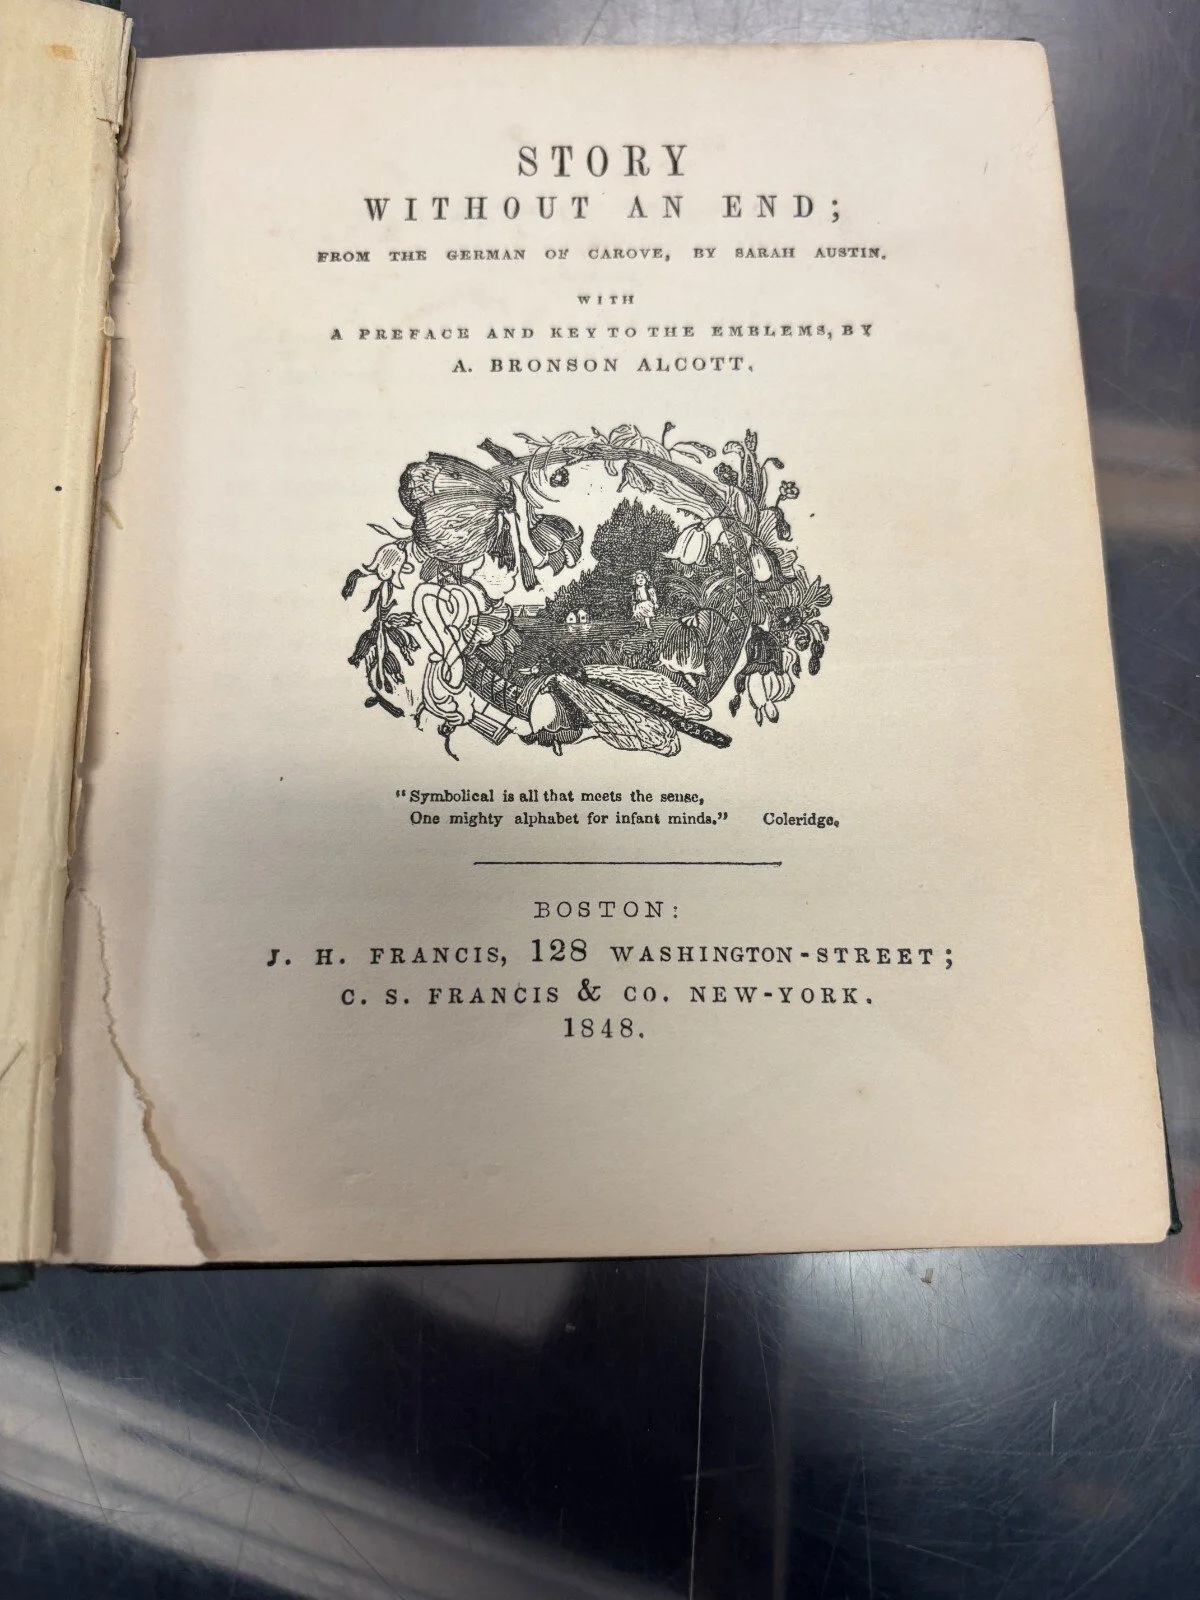 STORY
WITHOUT AN END;
FROM THE GERMAN OF CAROVE, BY SARAH AUSTIN.
WITH
A PREFACE AND KEY TO THE EMBLEMS, BY
A. BRONSON ALCOTT.
"Symbolical is all that meets the sense,
One mighty alphabet for infant minds." Coleridge.
BOSTON:
J. H. FRANCIS, 128 WASHINGTON-STREET;
C. S. FRANCIS & CO. NEW-YORK.
1848.